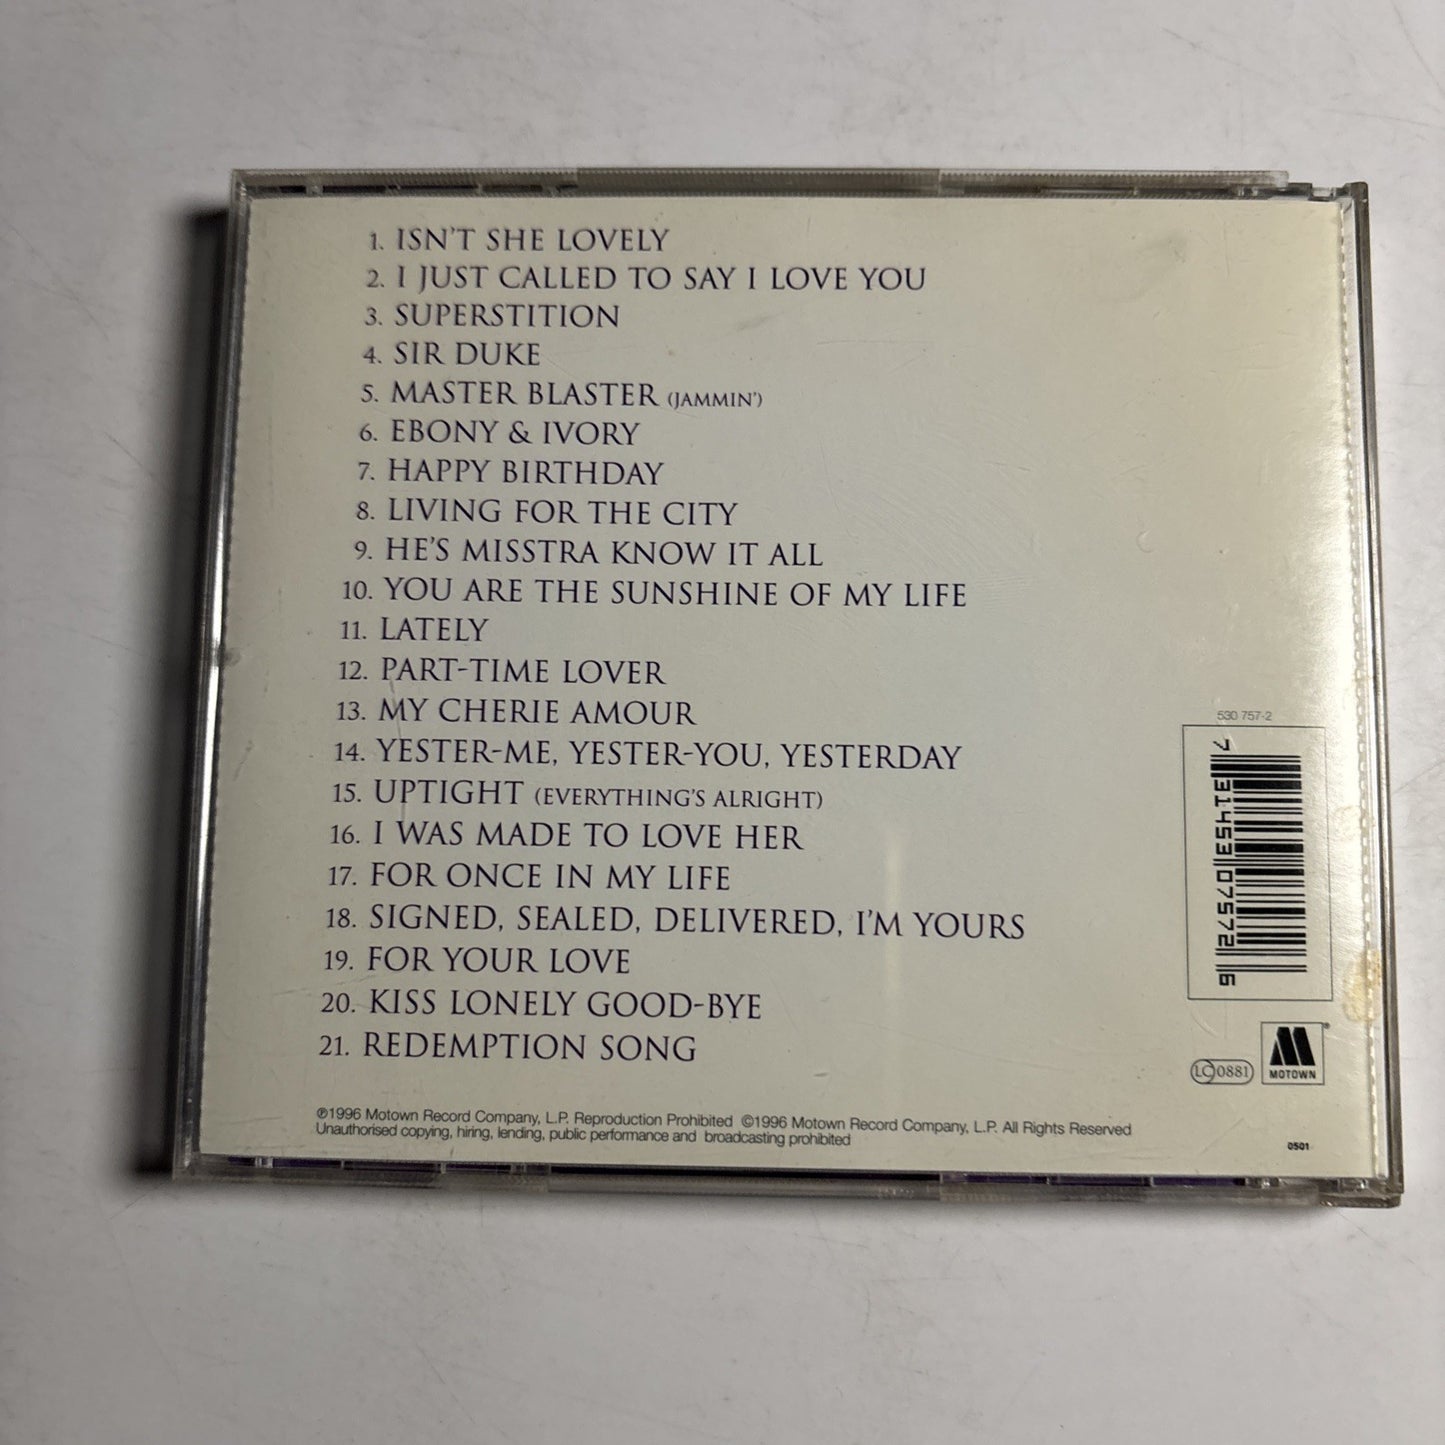 1. ISN'T SHE LOVELY
2. I JUST CALLED TO SAY I LOVE YOU
3. SUPERSTITION
4. SIR DUKE
5. MASTER BLASTER (JAMMIN')
6. EBONY & IVORY
7. HAPPY BIRTHDAY
8. LIVING FOR THE CITY
9. HE'S MISSTRA KNOW IT ALL
10. YOU ARE THE SUNSHINE OF MY LIFE
11. LATELY
12. PART-TIME LOVER
13. MY CHERIE AMOUR
14. YESTER-ME, YESTER-YOU, YESTERDAY
15. UPTIGHT (EVERYTHING'S ALRIGHT)
16. I WAS MADE TO LOVE HER
17. FOR ONCE IN MY LIFE
18. SIGNED, SEALED, DELIVERED, I'M YOURS
19. FOR YOUR LOVE
20. KISS LONELY GOOD-BYE
21. REDEMPTION SONG
530 757-2
7 31453 07572 6
LC 0881
M®
MOTOWN
℗1996 Motown Record Company, L.P. Reproduction Prohibited ©1996 Motown Record Company, L.P. All Rights Reserved
Unauthorised copying, hiring, lending, public performance and broadcasting prohibited
0501